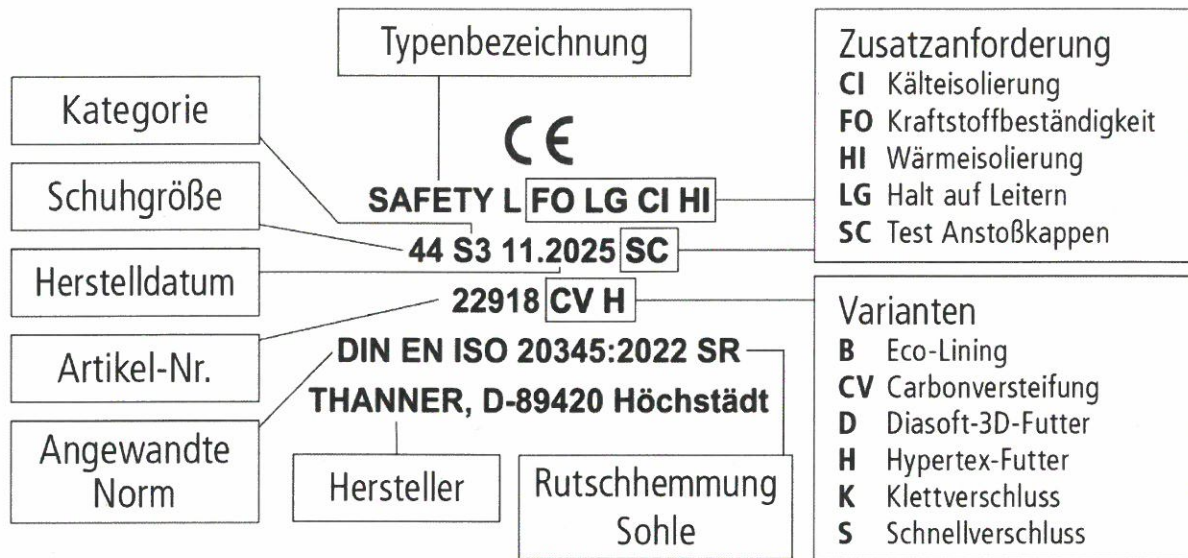 Typenbezeichnung
Kategorie
Schuhgröße
Herstelldatum
Artikel-Nr.
Angewandte
Norm
CE
SAFETY L FO LG CI HI
44 S3 11.2025 SC
22918 CV H
DIN EN ISO 20345:2022 SR
THANNER, D-89420 Höchstädt
Hersteller
Rutschhemmung
Sohle
Zusatzanforderung
CI Kälteisolierung
FO Kraftstoffbeständigkeit
HI Wärmeisolierung
LG Halt auf Leitern
SC Test Anstoßkappen
Varianten
B Eco-Lining
CV Carbonversteifung
D Diasoft-3D-Futter
H Hypertex-Futter
K Klettverschluss
S Schnellverschluss